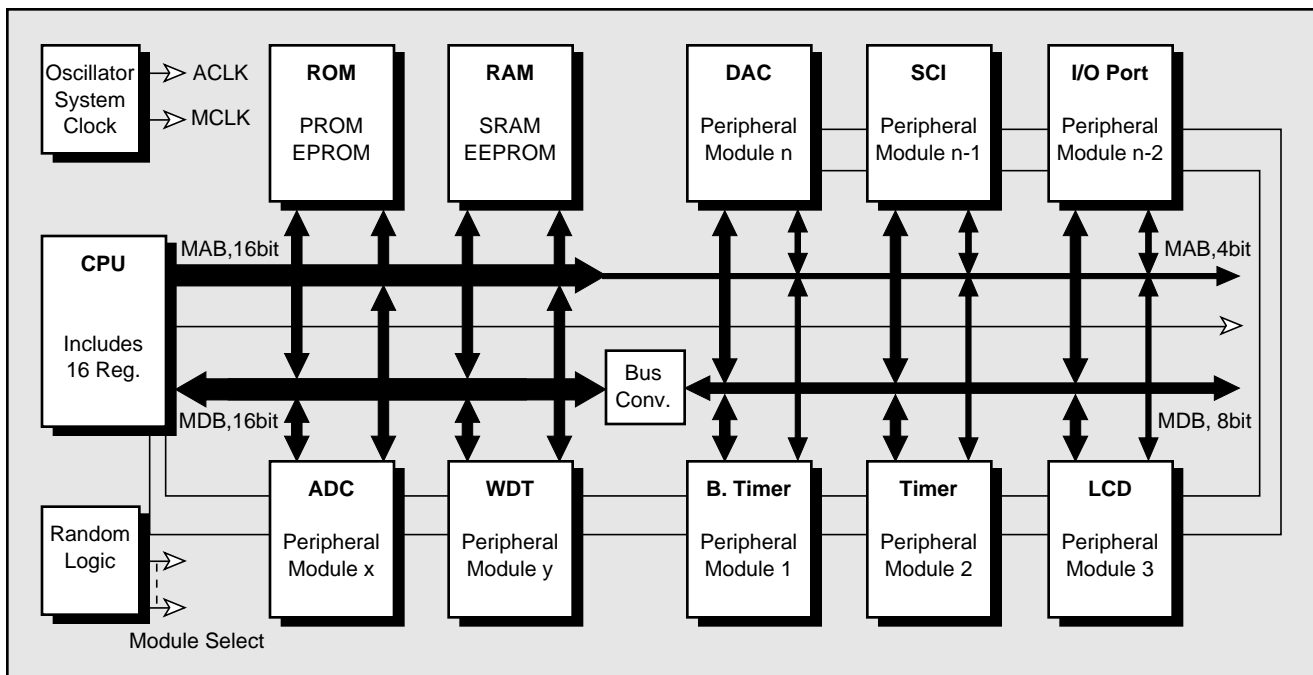 Oscillator
System
Clock
ACLK
MCLK
ROM
PROM
EPROM
RAM
SRAM
EEPROM
DAC
Peripheral
Module n
SCI
Peripheral
Module n-1
I/O Port
Peripheral
Module n-2
CPU
Includes
16 Reg.
MAB,16bit
MAB,4bit
Bus
Conv.
MDB,16bit
MDB, 8bit
Random
Logic
Module Select
ADC
Peripheral
Module x
WDT
Peripheral
Module y
B. Timer
Peripheral
Module 1
Timer
Peripheral
Module 2
LCD
Peripheral
Module 3